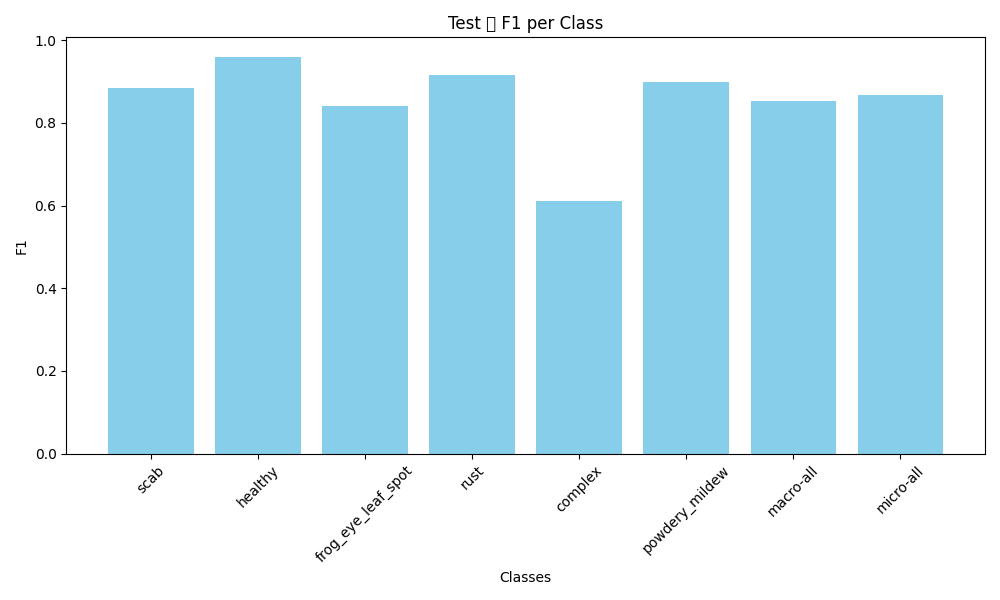 Test F1 per Class
F1
1.0
0.8
0.6
0.4
0.2
0.0
scab
healthy
frog_eye_leaf_spot
rust
complex
powdery_mildew
macro-all
micro-all
Classes